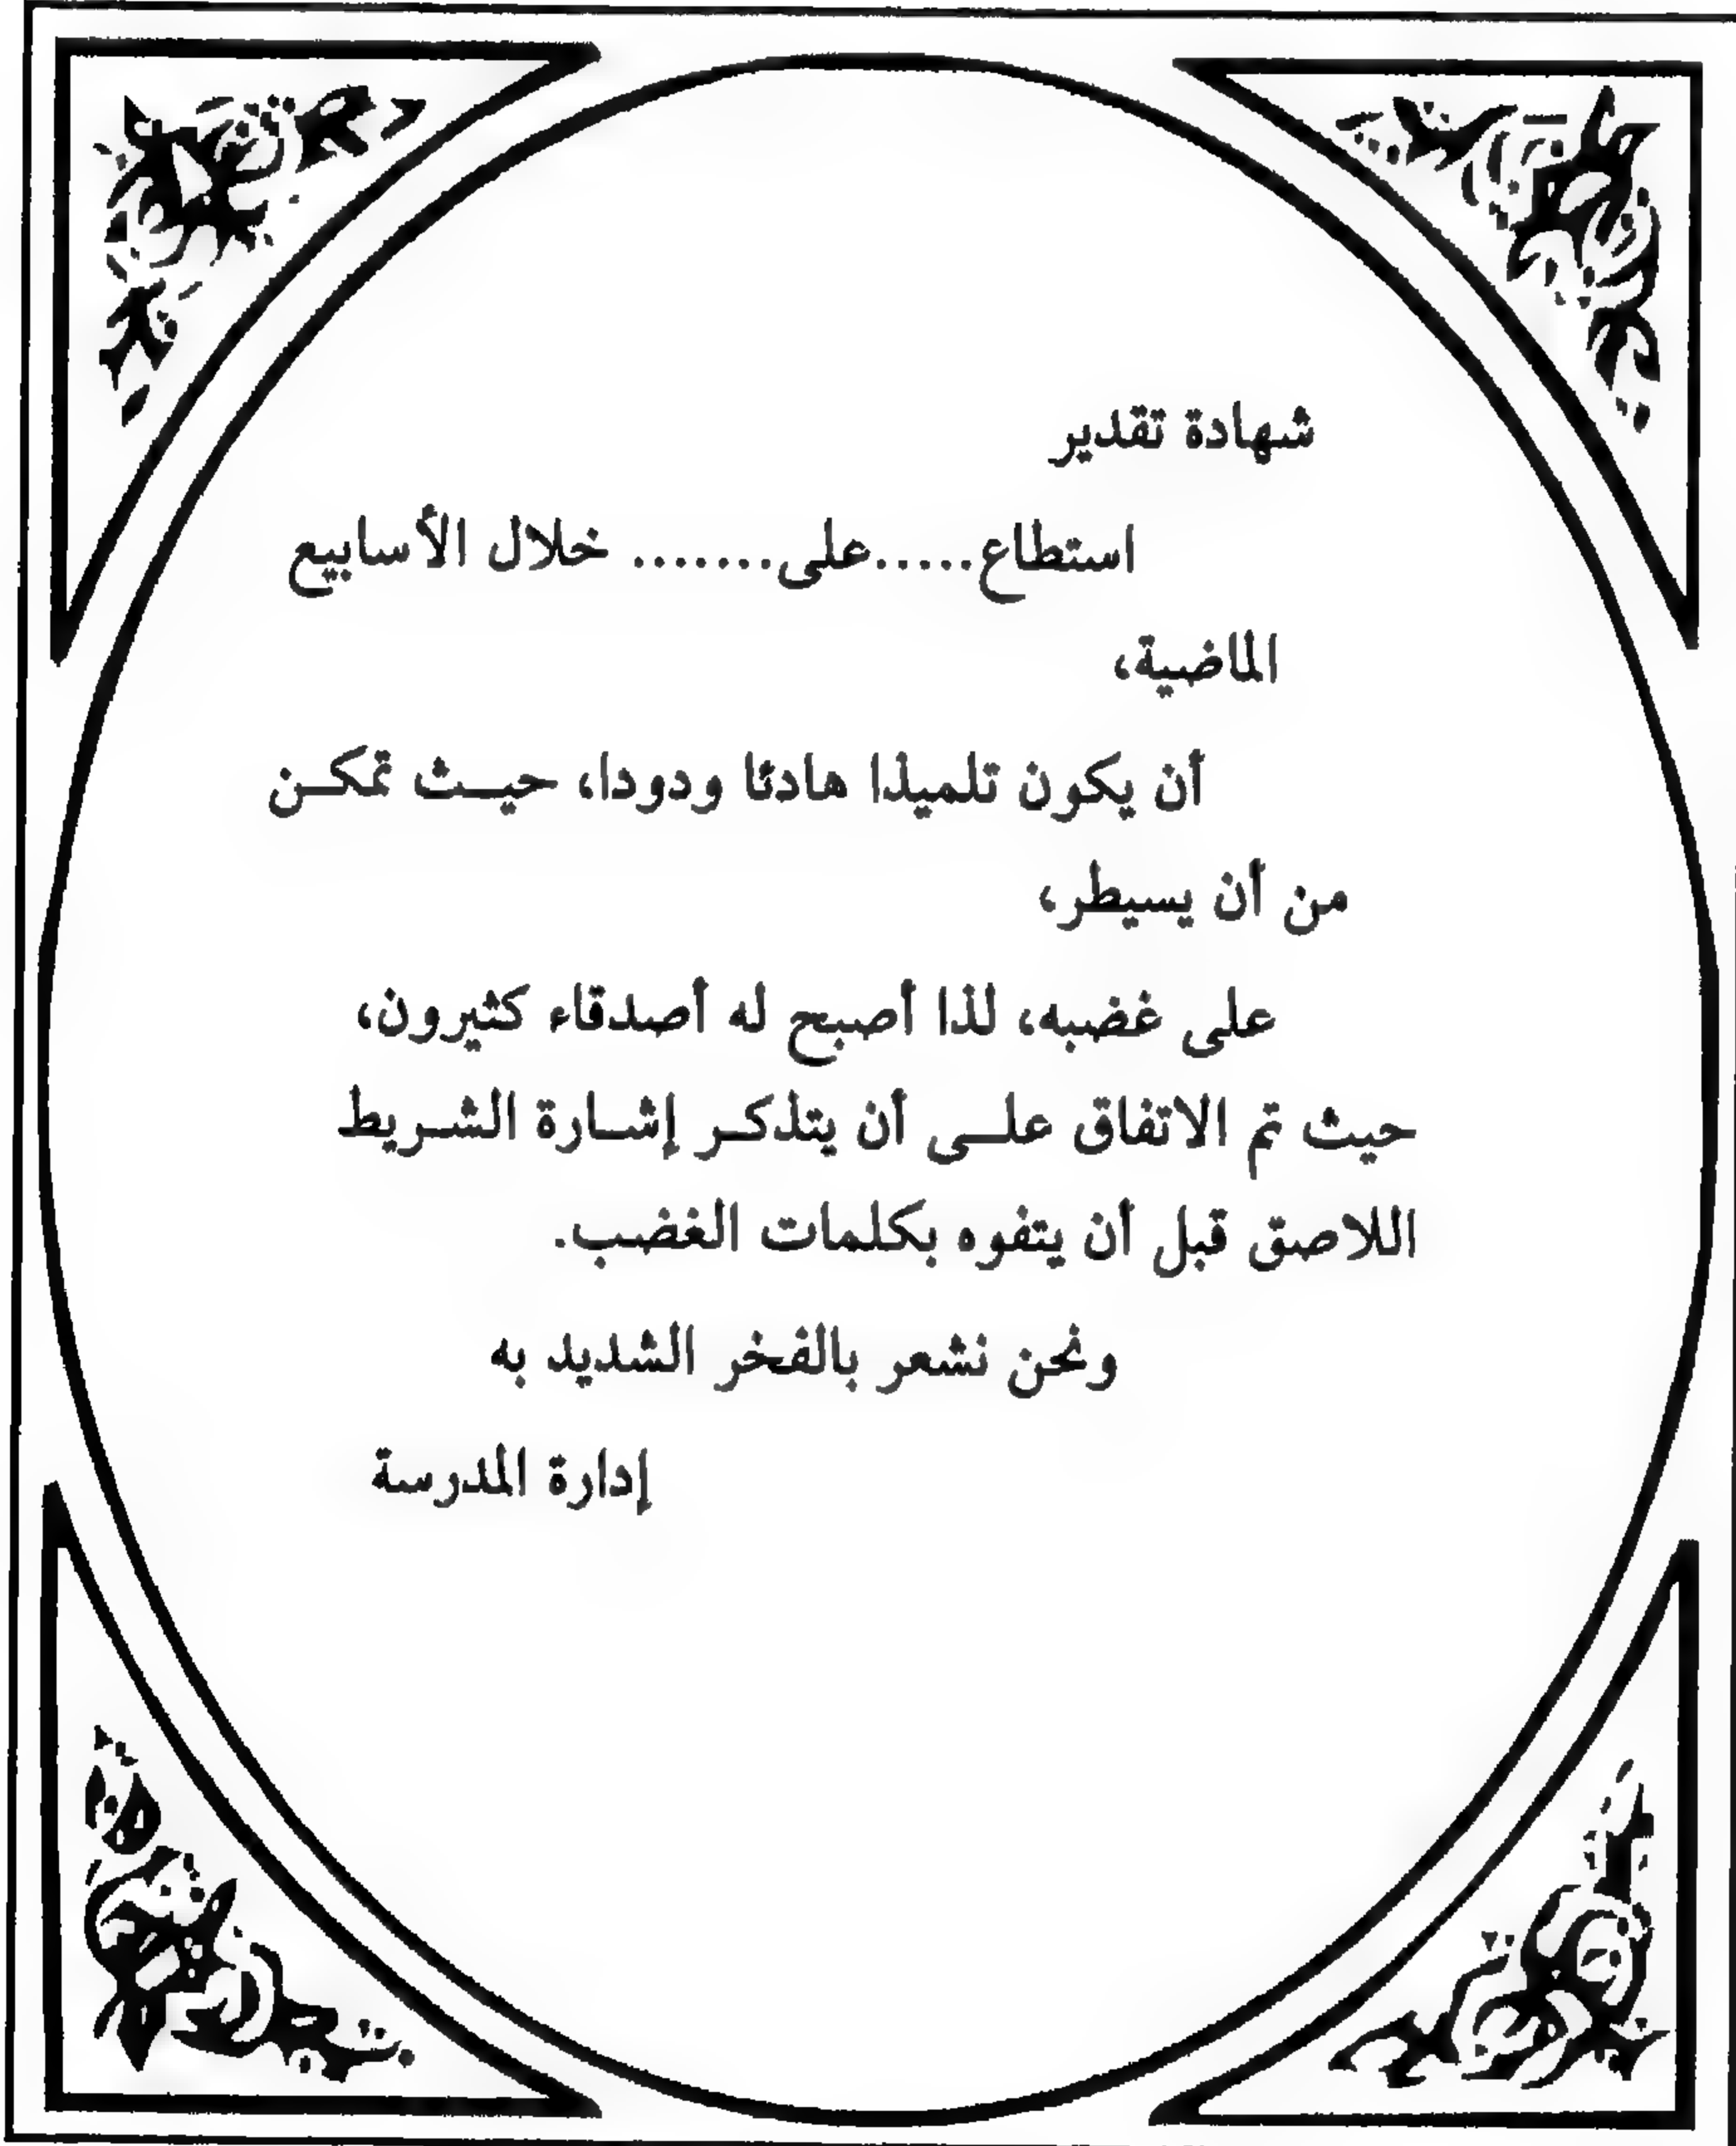 شهادة تقدير
استطاع.....على....... خلال الأسابيع
الماضية،
أن يكون تلميذا هادئا ودودا، حيث تمكن
من أن يسيطر،
على غضبه، لذا أصبح له أصدقاء كثيرون،
حيث تم الاتفاق على أن يتذكر إشارة الشريط
اللاصق قبل أن يتفوه بكلمات الغضب.
ونحن نشعر بالفخر الشديد به
إدارة المدرسة